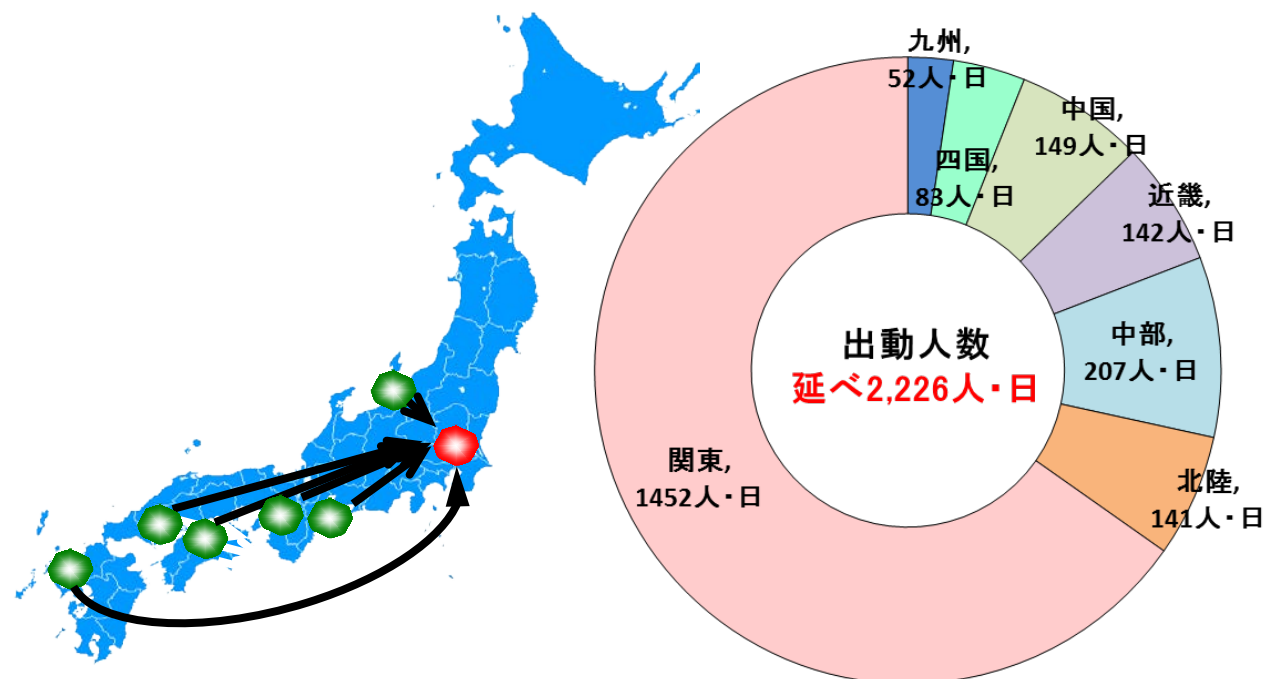 九州,
52人・日
四国,
83人・日
中国,
149人・日
近畿,
142人・日
中部,
207人・日
北陸,
141人・日
関東,
1452人・日
出動人数
延べ2,226人・日